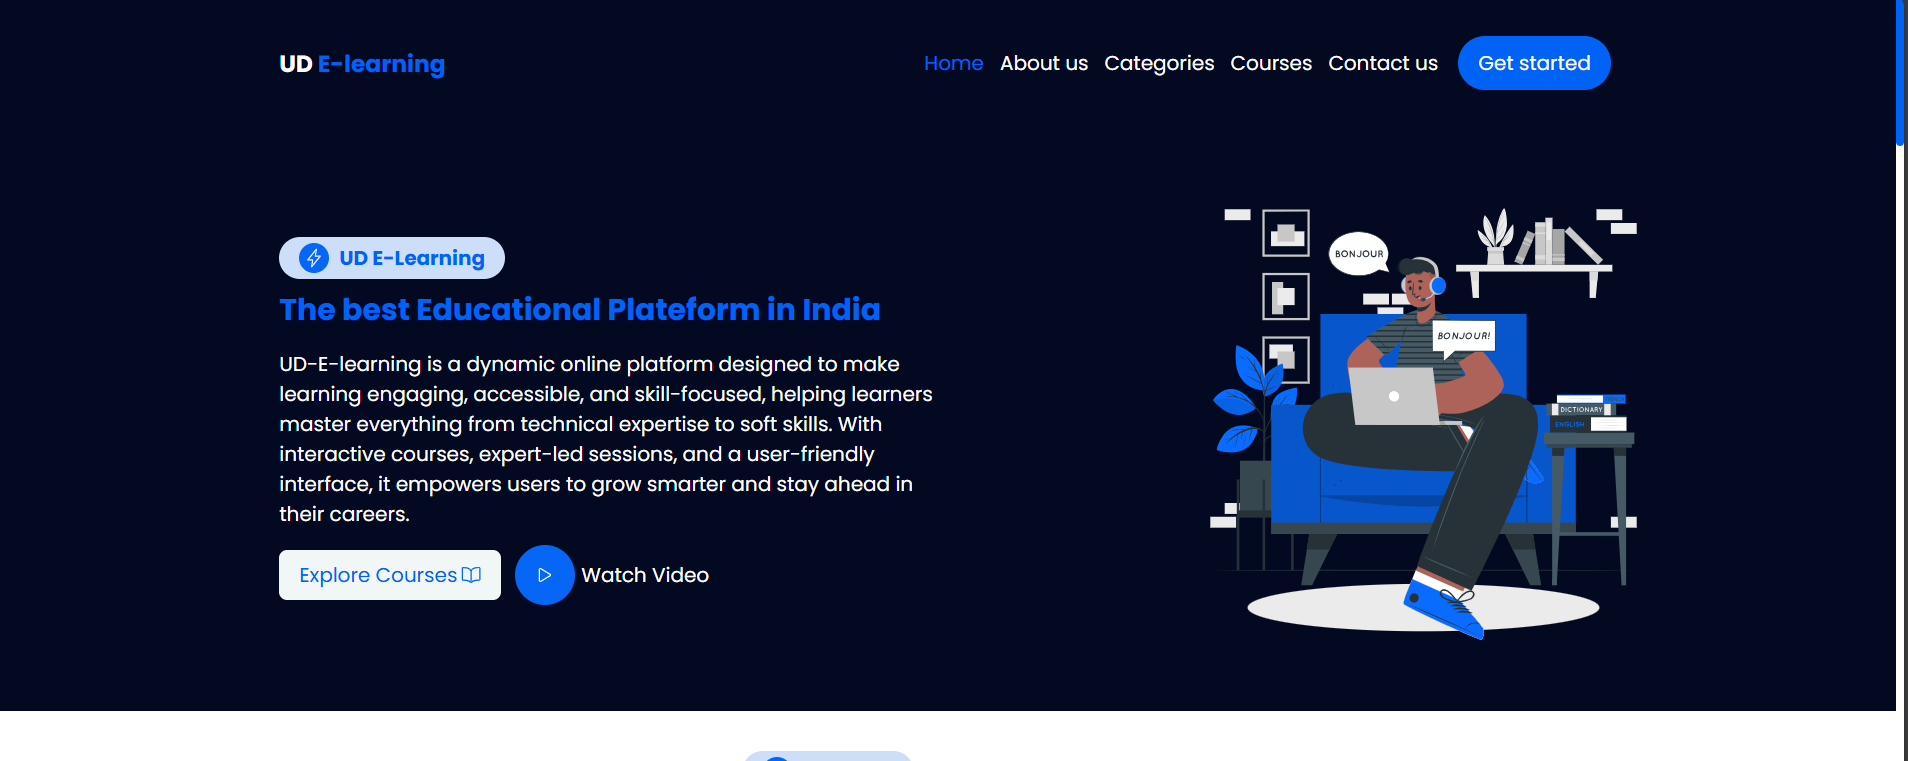 UD E-learning
Home About us Categories Courses Contact us Get started
UD E-Learning
The best Educational Plateform in India
UD-E-learning is a dynamic online platform designed to make
learning engaging, accessible, and skill-focused, helping learners
master everything from technical expertise to soft skills. With
interactive courses, expert-led sessions, and a user-friendly
interface, it empowers users to grow smarter and stay ahead in
their careers.
Explore Courses
Watch Video
BONJOUR
BONJOUR!
DICTIONARY
ENGLISH